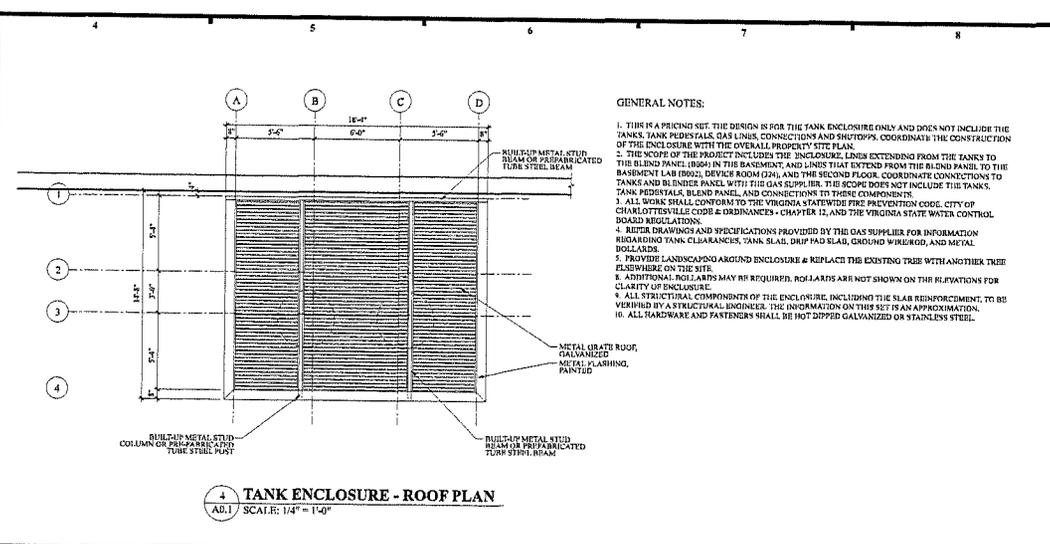 4 5 6 7 8
A B C D
18'-4"
8" 5'-6" 6'-0" 5'-6" 8"
BUILT-UP METAL STUD
BEAM OR PREFABRICATED
TUBE STEEL BEAM
1
5'-4"
2
3'-0"
3
5'-4"
4
8"
METAL GRATE ROOF,
GALVANIZED
METAL FLASHING,
PAINTED
BUILT-UP METAL STUD
COLUMN OR PRE-FABRICATED
TUBE STEEL POST
BUILT-UP METAL STUD
BEAM OR PREFABRICATED
TUBE STEEL BEAM
4
A0.1
TANK ENCLOSURE - ROOF PLAN
SCALE: 1/4" = 1'-0"
GENERAL NOTES:
1. THIS IS A PRICING SET. THE DESIGN IS FOR THE TANK ENCLOSURE ONLY AND DOES NOT INCLUDE THE
TANKS, TANK PEDESTALS, GAS LINES, CONNECTIONS AND SHUTOFFS. COORDINATE THE CONSTRUCTION
OF THE ENCLOSURE WITH THE OVERALL PROPERTY SITE PLAN.
2. THE SCOPE OF THE PROJECT INCLUDES THE ENCLOSURE, LINES EXTENDING FROM THE TANKS TO
THE BLEND PANEL (B004) IN THE BASEMENT, AND LINES THAT EXTEND FROM THE BLEND PANEL TO THE
BASEMENT LAB (B002), DEVICE ROOM (224), AND THE SECOND FLOOR. COORDINATE CONNECTIONS TO
TANKS AND BLENDER PANEL WITH THE GAS SUPPLIER. THE SCOPE DOES NOT INCLUDE THE TANKS,
TANK PEDESTALS, BLEND PANEL, AND CONNECTIONS TO THESE COMPONENTS.
3. ALL WORK SHALL CONFORM TO THE VIRGINIA STATEWIDE FIRE PREVENTION CODE, CITY OF
CHARLOTTESVILLE CODE & ORDINANCES - CHAPTER 12, AND THE VIRGINIA STATE WATER CONTROL
BOARD REGULATIONS.
4. REFER DRAWINGS AND SPECIFICATIONS PROVIDED BY THE GAS SUPPLIER FOR INFORMATION
REGARDING TANK CLEARANCES, TANK SLAB, DRIP PAD SLAB, GROUND WIRE/ROD, AND METAL
BOLLARDS.
5. PROVIDE LANDSCAPING AROUND ENCLOSURE & REPLACE THE EXISTING TREE WITH ANOTHER TREE
ELSEWHERE ON THE SITE.
8. ADDITIONAL BOLLARDS MAY BE REQUIRED. BOLLARDS ARE NOT SHOWN ON THE ELEVATIONS FOR
CLARITY OF ENCLOSURE.
9. ALL STRUCTURAL COMPONENTS OF THE ENCLOSURE, INCLUDING THE SLAB REINFORCEMENT, TO BE
VERIFIED BY A STRUCTURAL ENGINEER. THE INFORMATION ON THIS SET IS AN APPROXIMATION.
10. ALL HARDWARE AND FASTENERS SHALL BE HOT DIPPED GALVANIZED OR STAINLESS STEEL.